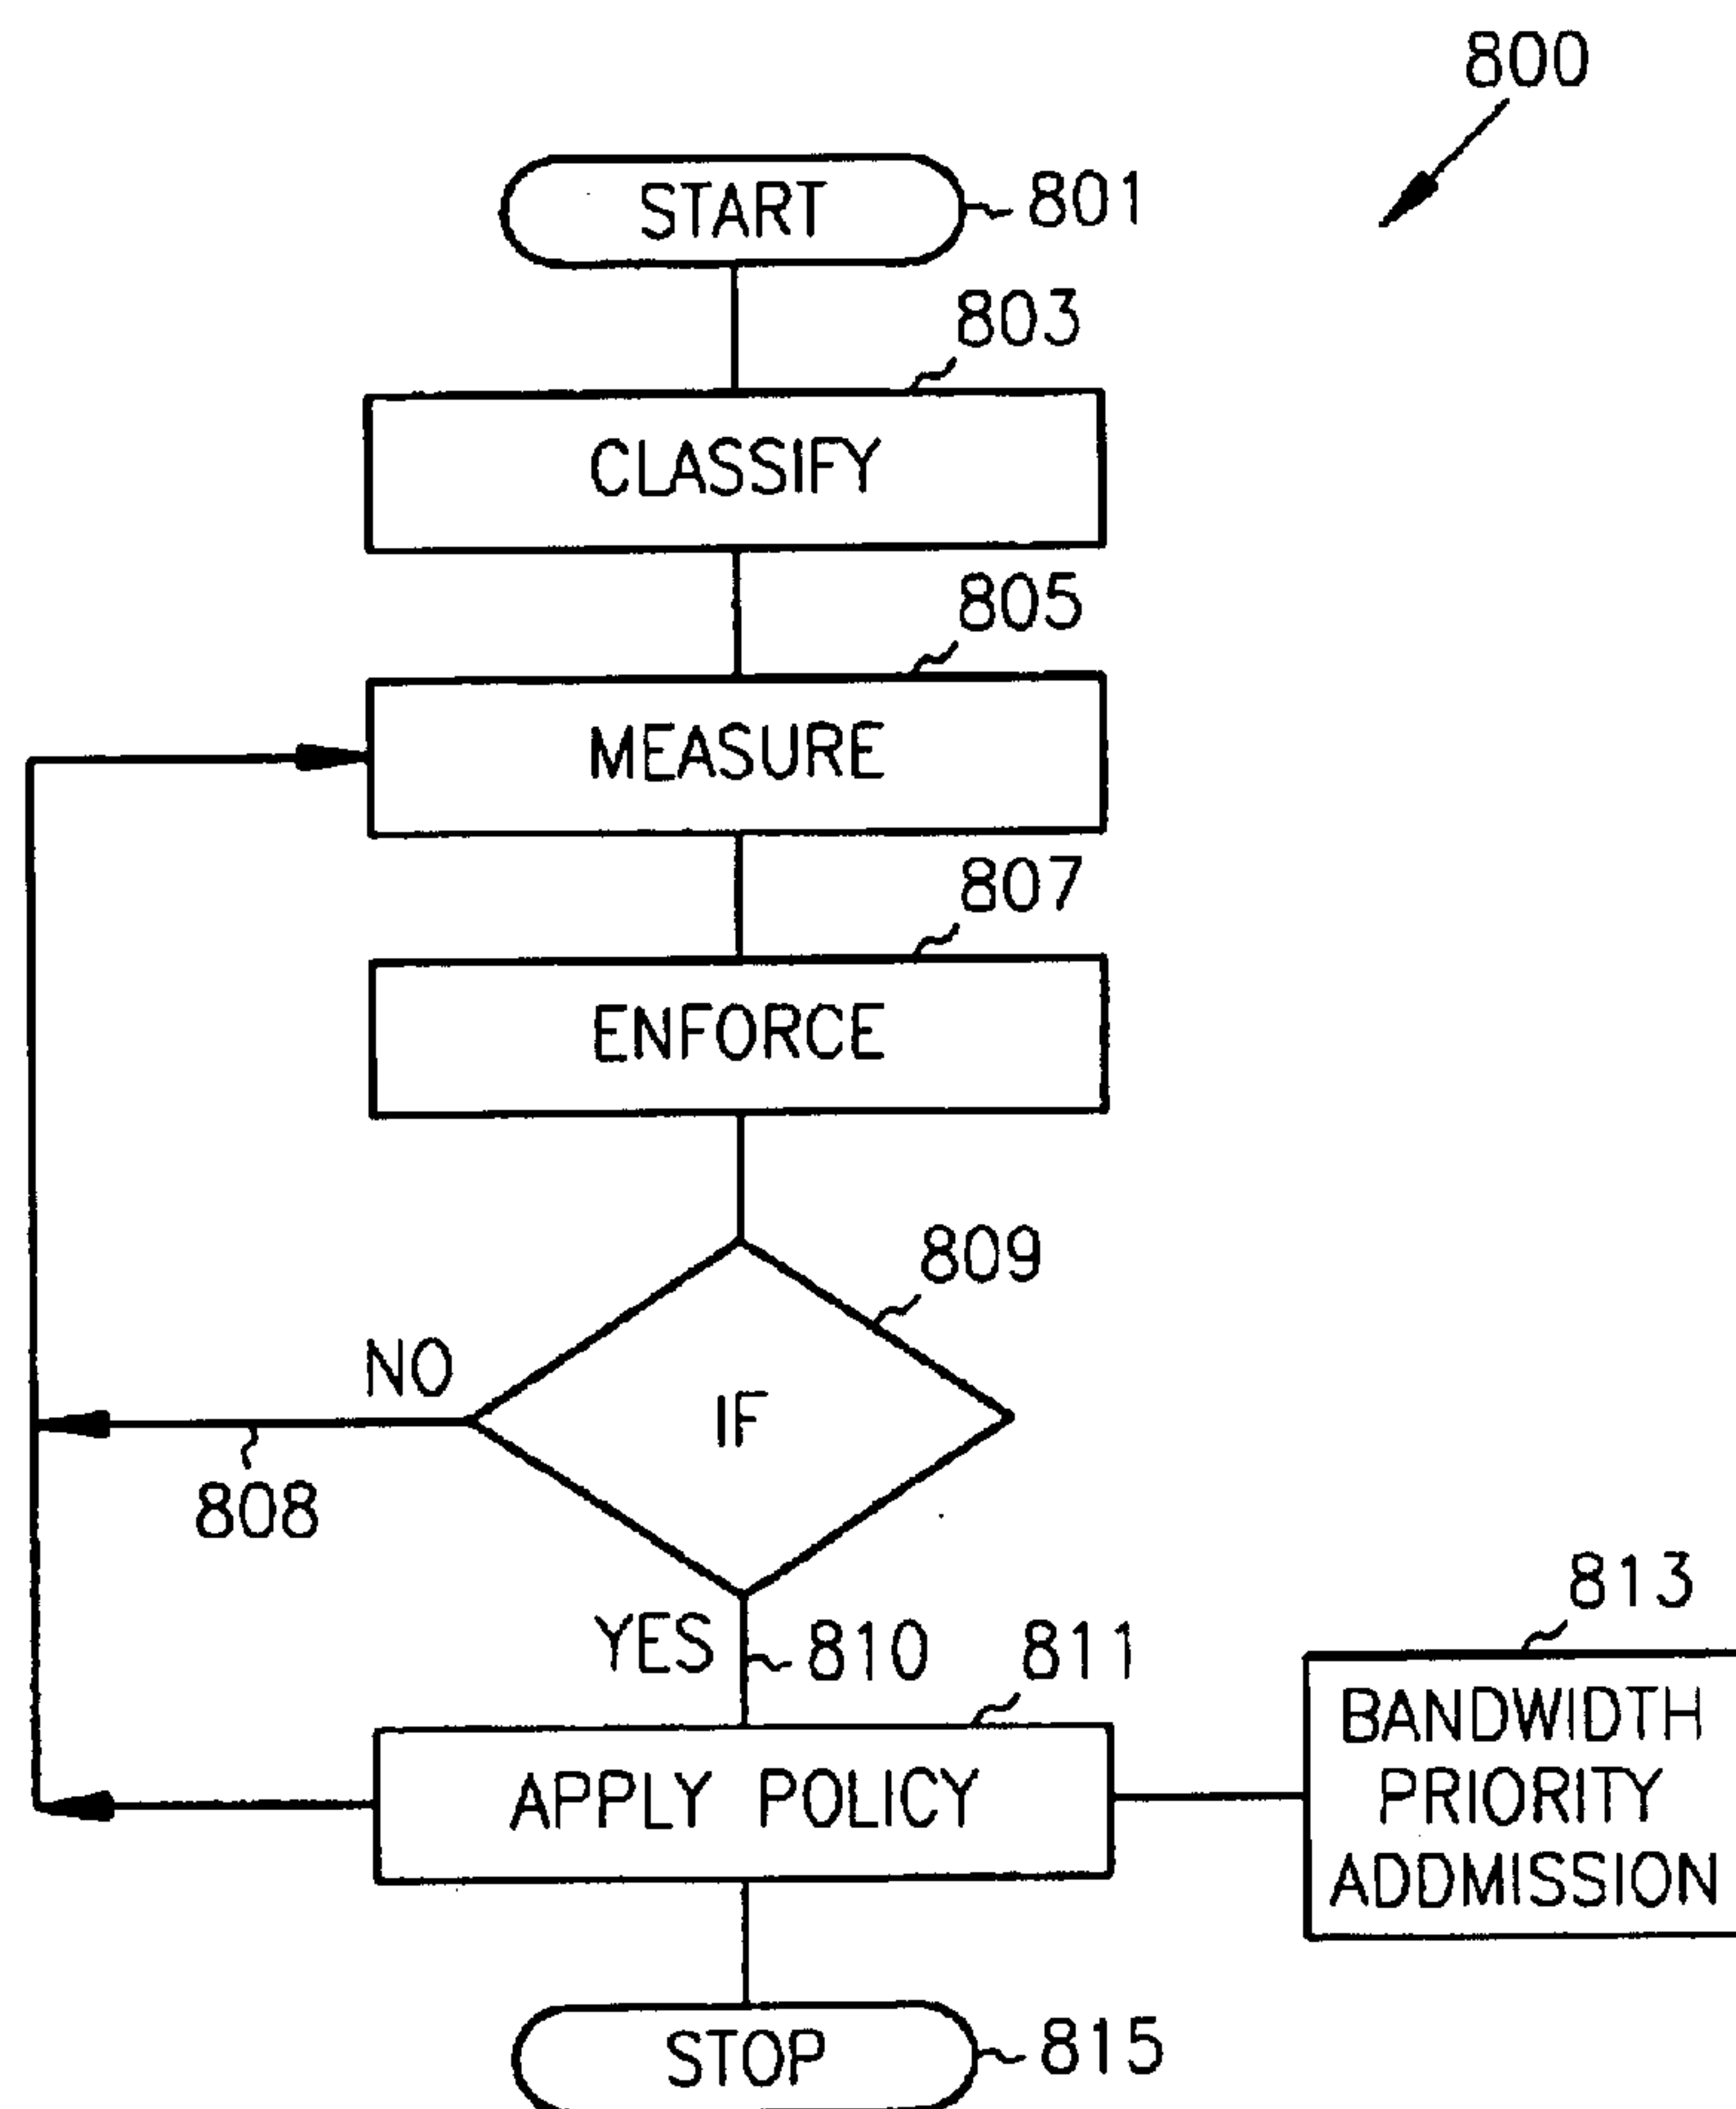 800
START
801
803
CLASSIFY
805
MEASURE
807
ENFORCE
809
NO
IF
808
YES
810
811
813
APPLY POLICY
BANDWIDTH
PRIORITY
ADDMISSION
STOP
815